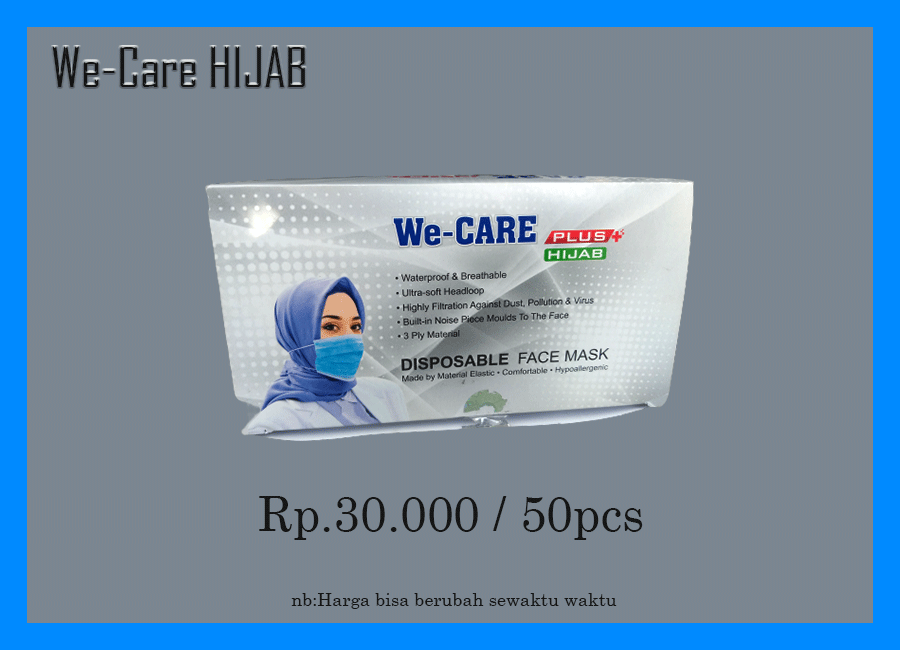 We-Care HIJAB
We-CARE
PLUS+
HIJAB
• Waterproof & Breathable
• Ultra-soft Headloop
• Highly Filtration Against Dust, Pollution & Virus
• Built-in Noise Piece Moulds To The Face
• 3 Ply Material
DISPOSABLE FACE MASK
Made by Material Elastic • Comfortable • Hypoallergenic
Rp.30.000 / 50pcs
nb:Harga bisa berubah sewaktu waktu